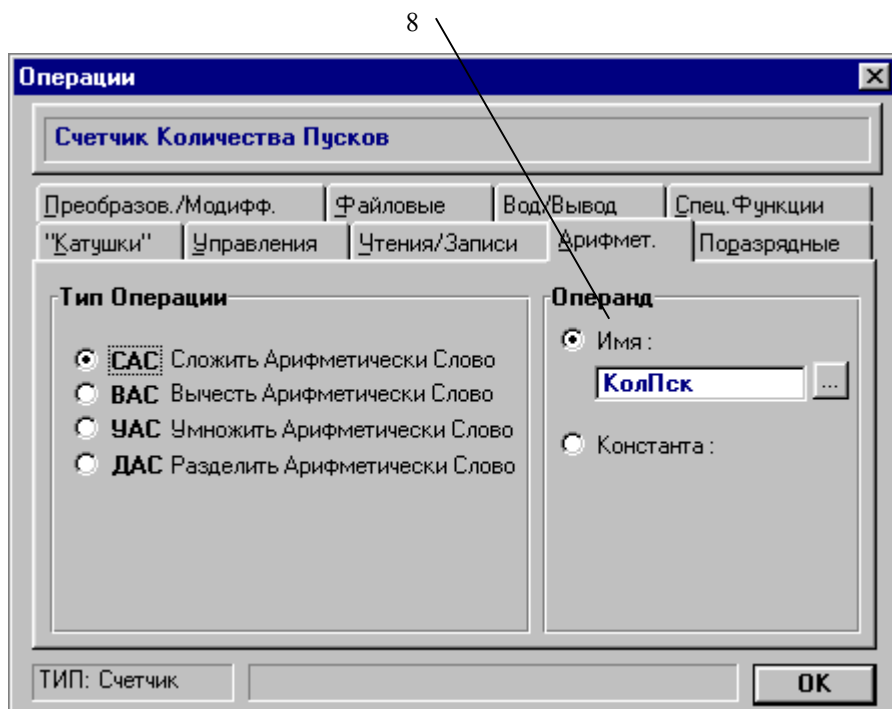 8
Операции
Счетчик Количества Пусков
Преобразов./Модифф. Файловые Вод/Вывод Спец.Функции
"Катушки" Управления Чтения/Записи Арифмет. Поразрядные
Тип Операции
САС Сложить Арифметически Слово
ВАС Вычесть Арифметически Слово
УАС Умножить Арифметически Слово
ДАС Разделить Арифметически Слово
Операнд
Имя :
КолПск ...
Константа :
ТИП: Счетчик
OK